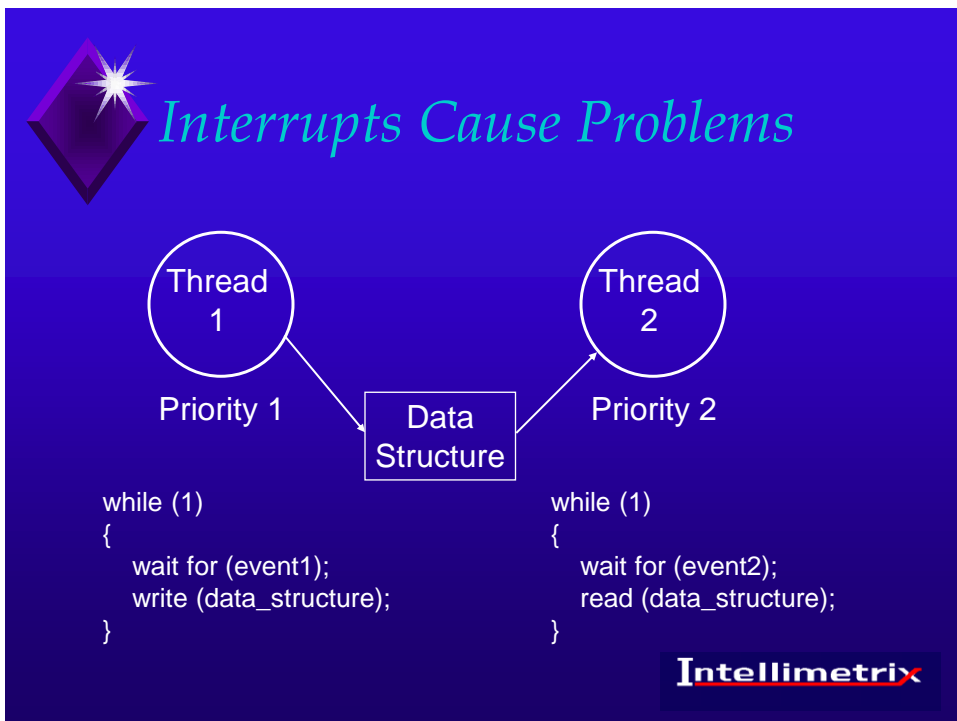 Interrupts Cause Problems
Thread
1
Thread
2
Priority 1
Data
Structure
Priority 2
while (1)
{
wait for (event1);
write (data_structure);
}
while (1)
{
wait for (event2);
read (data_structure);
}
Intellimetrix